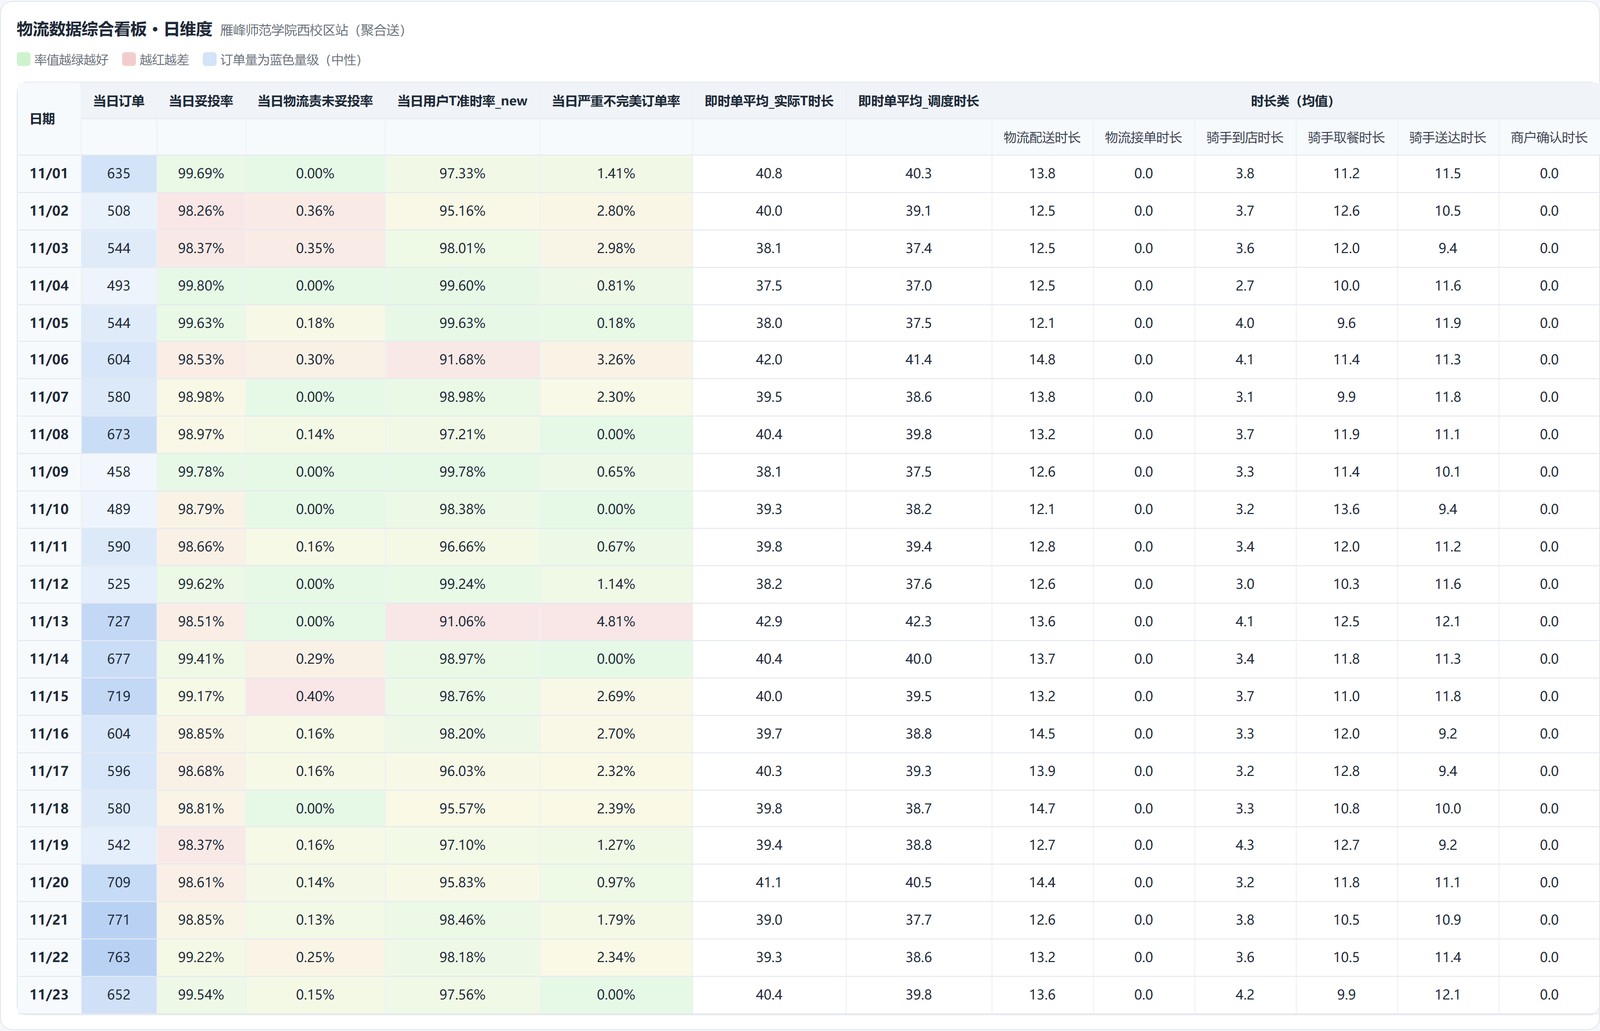 物流数据综合看板 • 日维度 雁峰师范学院西校区站（聚合送）
率值越绿越好 越红越差 订单量为蓝色量级（中性）
日期 当日订单 当日妥投率 当日物流责未妥投率 当日用户T准时率_new 当日严重不完美订单率 即时单平均_实际T时长 即时单平均_调度时长 时长类（均值）
物流配送时长 物流接单时长 骑手到店时长 骑手取餐时长 骑手送达时长 商户确认时长
11/01 635 99.69% 0.00% 97.33% 1.41% 40.8 40.3 13.8 0.0 3.8 11.2 11.5 0.0
11/02 508 98.26% 0.36% 95.16% 2.80% 40.0 39.1 12.5 0.0 3.7 12.6 10.5 0.0
11/03 544 98.37% 0.35% 98.01% 2.98% 38.1 37.4 12.5 0.0 3.6 12.0 9.4 0.0
11/04 493 99.80% 0.00% 99.60% 0.81% 37.5 37.0 12.5 0.0 2.7 10.0 11.6 0.0
11/05 544 99.63% 0.18% 99.63% 0.18% 38.0 37.5 12.1 0.0 4.0 9.6 11.9 0.0
11/06 604 98.53% 0.30% 91.68% 3.26% 42.0 41.4 14.8 0.0 4.1 11.4 11.3 0.0
11/07 580 98.98% 0.00% 98.98% 2.30% 39.5 38.6 13.8 0.0 3.1 9.9 11.8 0.0
11/08 673 98.97% 0.14% 97.21% 0.00% 40.4 39.8 13.2 0.0 3.7 11.9 11.1 0.0
11/09 458 99.78% 0.00% 99.78% 0.65% 38.1 37.5 12.6 0.0 3.3 11.4 10.1 0.0
11/10 489 98.79% 0.00% 98.38% 0.00% 39.3 38.2 12.1 0.0 3.2 13.6 9.4 0.0
11/11 590 98.66% 0.16% 96.66% 0.67% 39.8 39.4 12.8 0.0 3.4 12.0 11.2 0.0
11/12 525 99.62% 0.00% 99.24% 1.14% 38.2 37.6 12.6 0.0 3.0 10.3 11.6 0.0
11/13 727 98.51% 0.00% 91.06% 4.81% 42.9 42.3 13.6 0.0 4.1 12.5 12.1 0.0
11/14 677 99.41% 0.29% 98.97% 0.00% 40.4 40.0 13.7 0.0 3.4 11.8 11.3 0.0
11/15 719 99.17% 0.40% 98.76% 2.69% 40.0 39.5 13.2 0.0 3.7 11.0 11.8 0.0
11/16 604 98.85% 0.16% 98.20% 2.70% 39.7 38.8 14.5 0.0 3.3 12.0 9.2 0.0
11/17 596 98.68% 0.16% 96.03% 2.32% 40.3 39.3 13.9 0.0 3.2 12.8 9.4 0.0
11/18 580 98.81% 0.00% 95.57% 2.39% 39.8 38.7 14.7 0.0 3.3 10.8 10.0 0.0
11/19 542 98.37% 0.16% 97.10% 1.27% 39.4 38.8 12.7 0.0 4.3 12.7 9.2 0.0
11/20 709 98.61% 0.14% 95.83% 0.97% 41.1 40.5 14.4 0.0 3.2 11.8 11.1 0.0
11/21 771 98.85% 0.13% 98.46% 1.79% 39.0 37.7 12.6 0.0 3.8 10.5 10.9 0.0
11/22 763 99.22% 0.25% 98.18% 2.34% 39.3 38.6 13.2 0.0 3.6 10.5 11.4 0.0
11/23 652 99.54% 0.15% 97.56% 0.00% 40.4 39.8 13.6 0.0 4.2 9.9 12.1 0.0